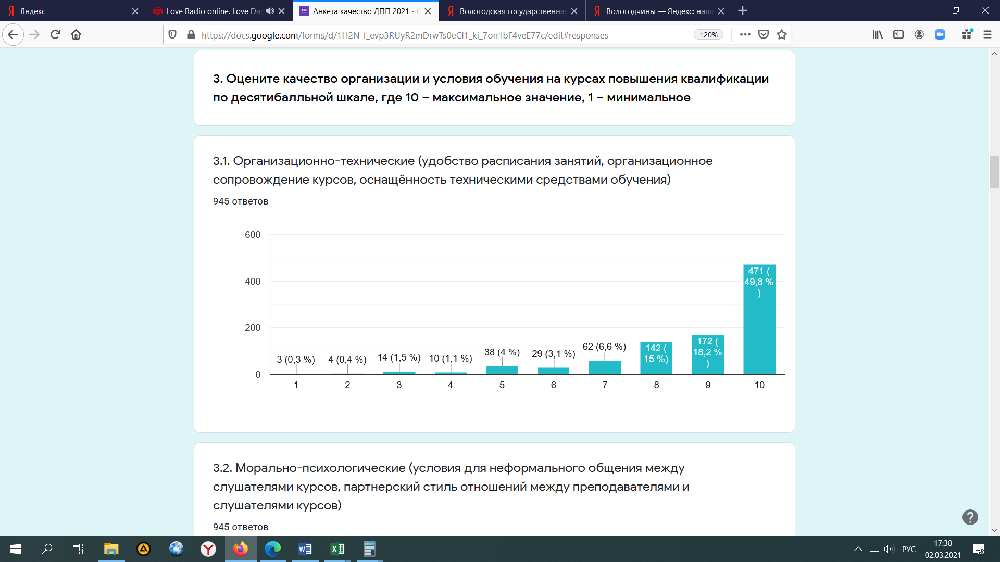 Яндекс
Love Radio online. Love Da
Анкета качество ДПП 2021 - G
Вологодская государственна
Вологодчины — Яндекс: наш
https://docs.google.com/forms/d/1H2N-f_evp3RUyR2mDrwTs0eCl1_ki_7on1bF4veE77c/edit#responses
120%
3. Оцените качество организации и условия обучения на курсах повышения квалификации
по десятибалльной шкале, где 10 – максимальное значение, 1 – минимальное
3.1. Организационно-технические (удобство расписания занятий, организационное
сопровождение курсов, оснащённость техническими средствами обучения)
945 ответов
600
400
200
0
3 (0,3 %)
4 (0,4 %)
14 (1,5 %)
10 (1,1 %)
38 (4 %)
29 (3,1 %)
62 (6,6 %)
142 (
15 %)
172 (
18,2 %
)
471 (
49,8 %
)
1 2 3 4 5 6 7 8 9 10
3.2. Морально-психологические (условия для неформального общения между
слушателями курсов, партнерский стиль отношений между преподавателями и
слушателями курсов)
945 ответов
РУС
17:38
02.03.2021